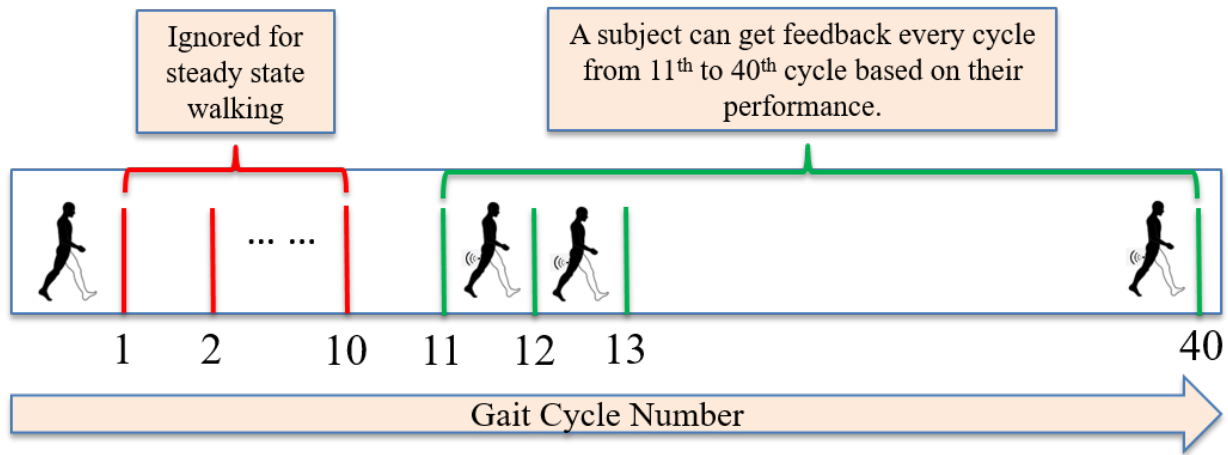 Ignored for
steady state
walking
A subject can get feedback every cycle
from 11th to 40th cycle based on their
performance.
... ...
1 2 10 11 12 13 40
Gait Cycle Number